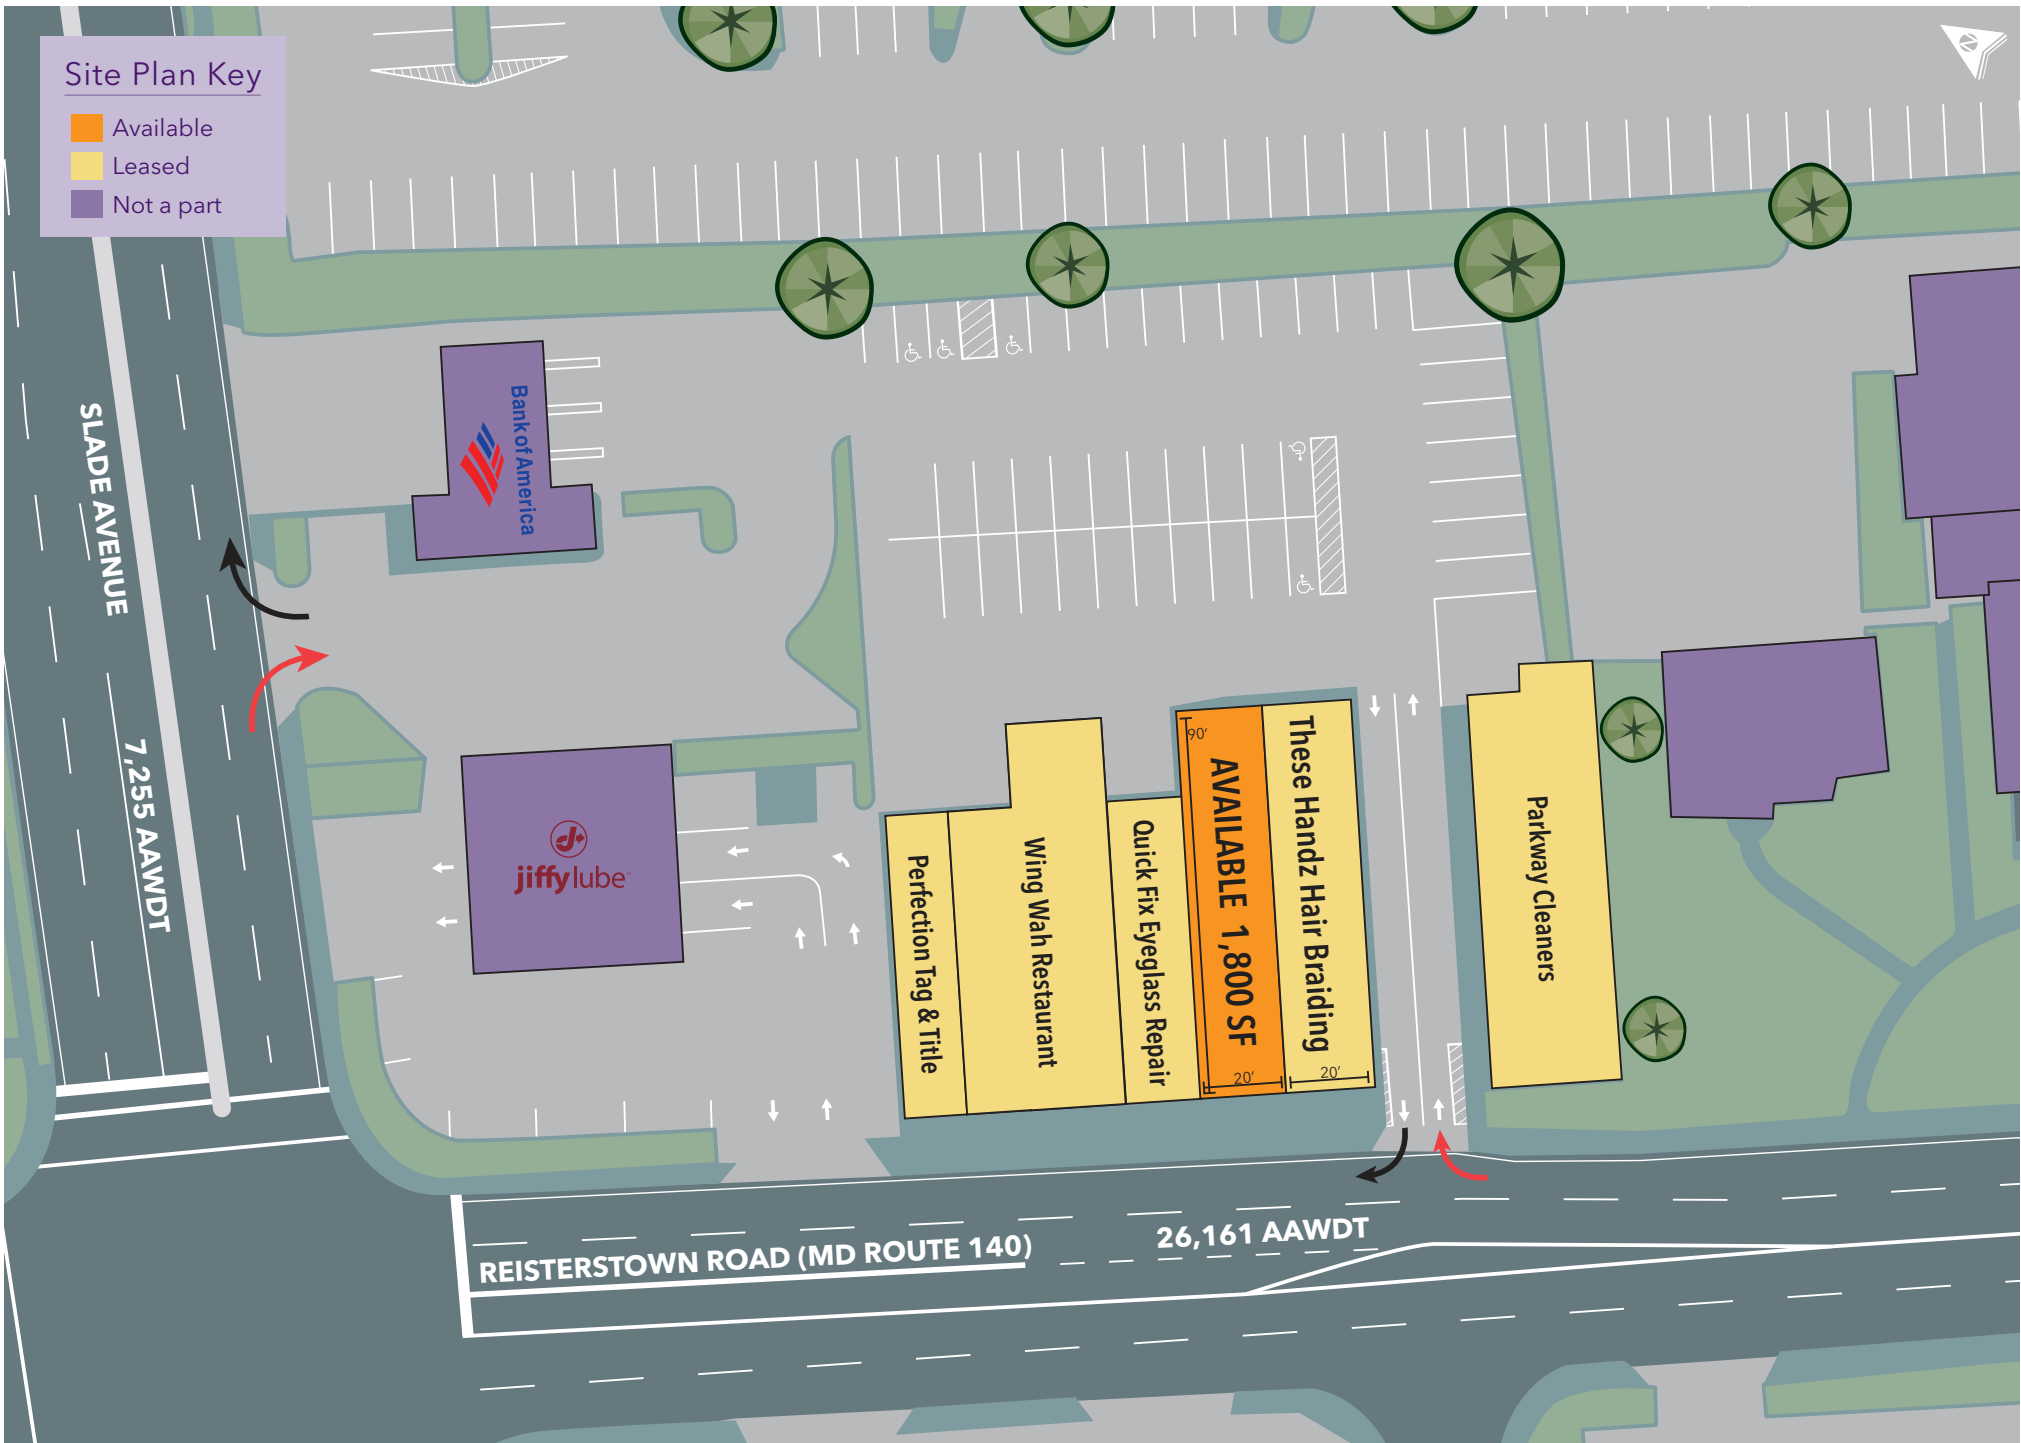 Site Plan Key
Available
Leased
Not a part
SLADE AVENUE
7,255 AAWDT
Bank of America
jiffylube
Perfection Tag & Title
Wing Wah Restaurant
Quick Fix Eyeglass Repair
90'
AVAILABLE 1,800 SF
20'
These Handz Hair Braiding
20'
Parkway Cleaners
REISTERSTOWN ROAD (MD ROUTE 140)
26,161 AAWDT